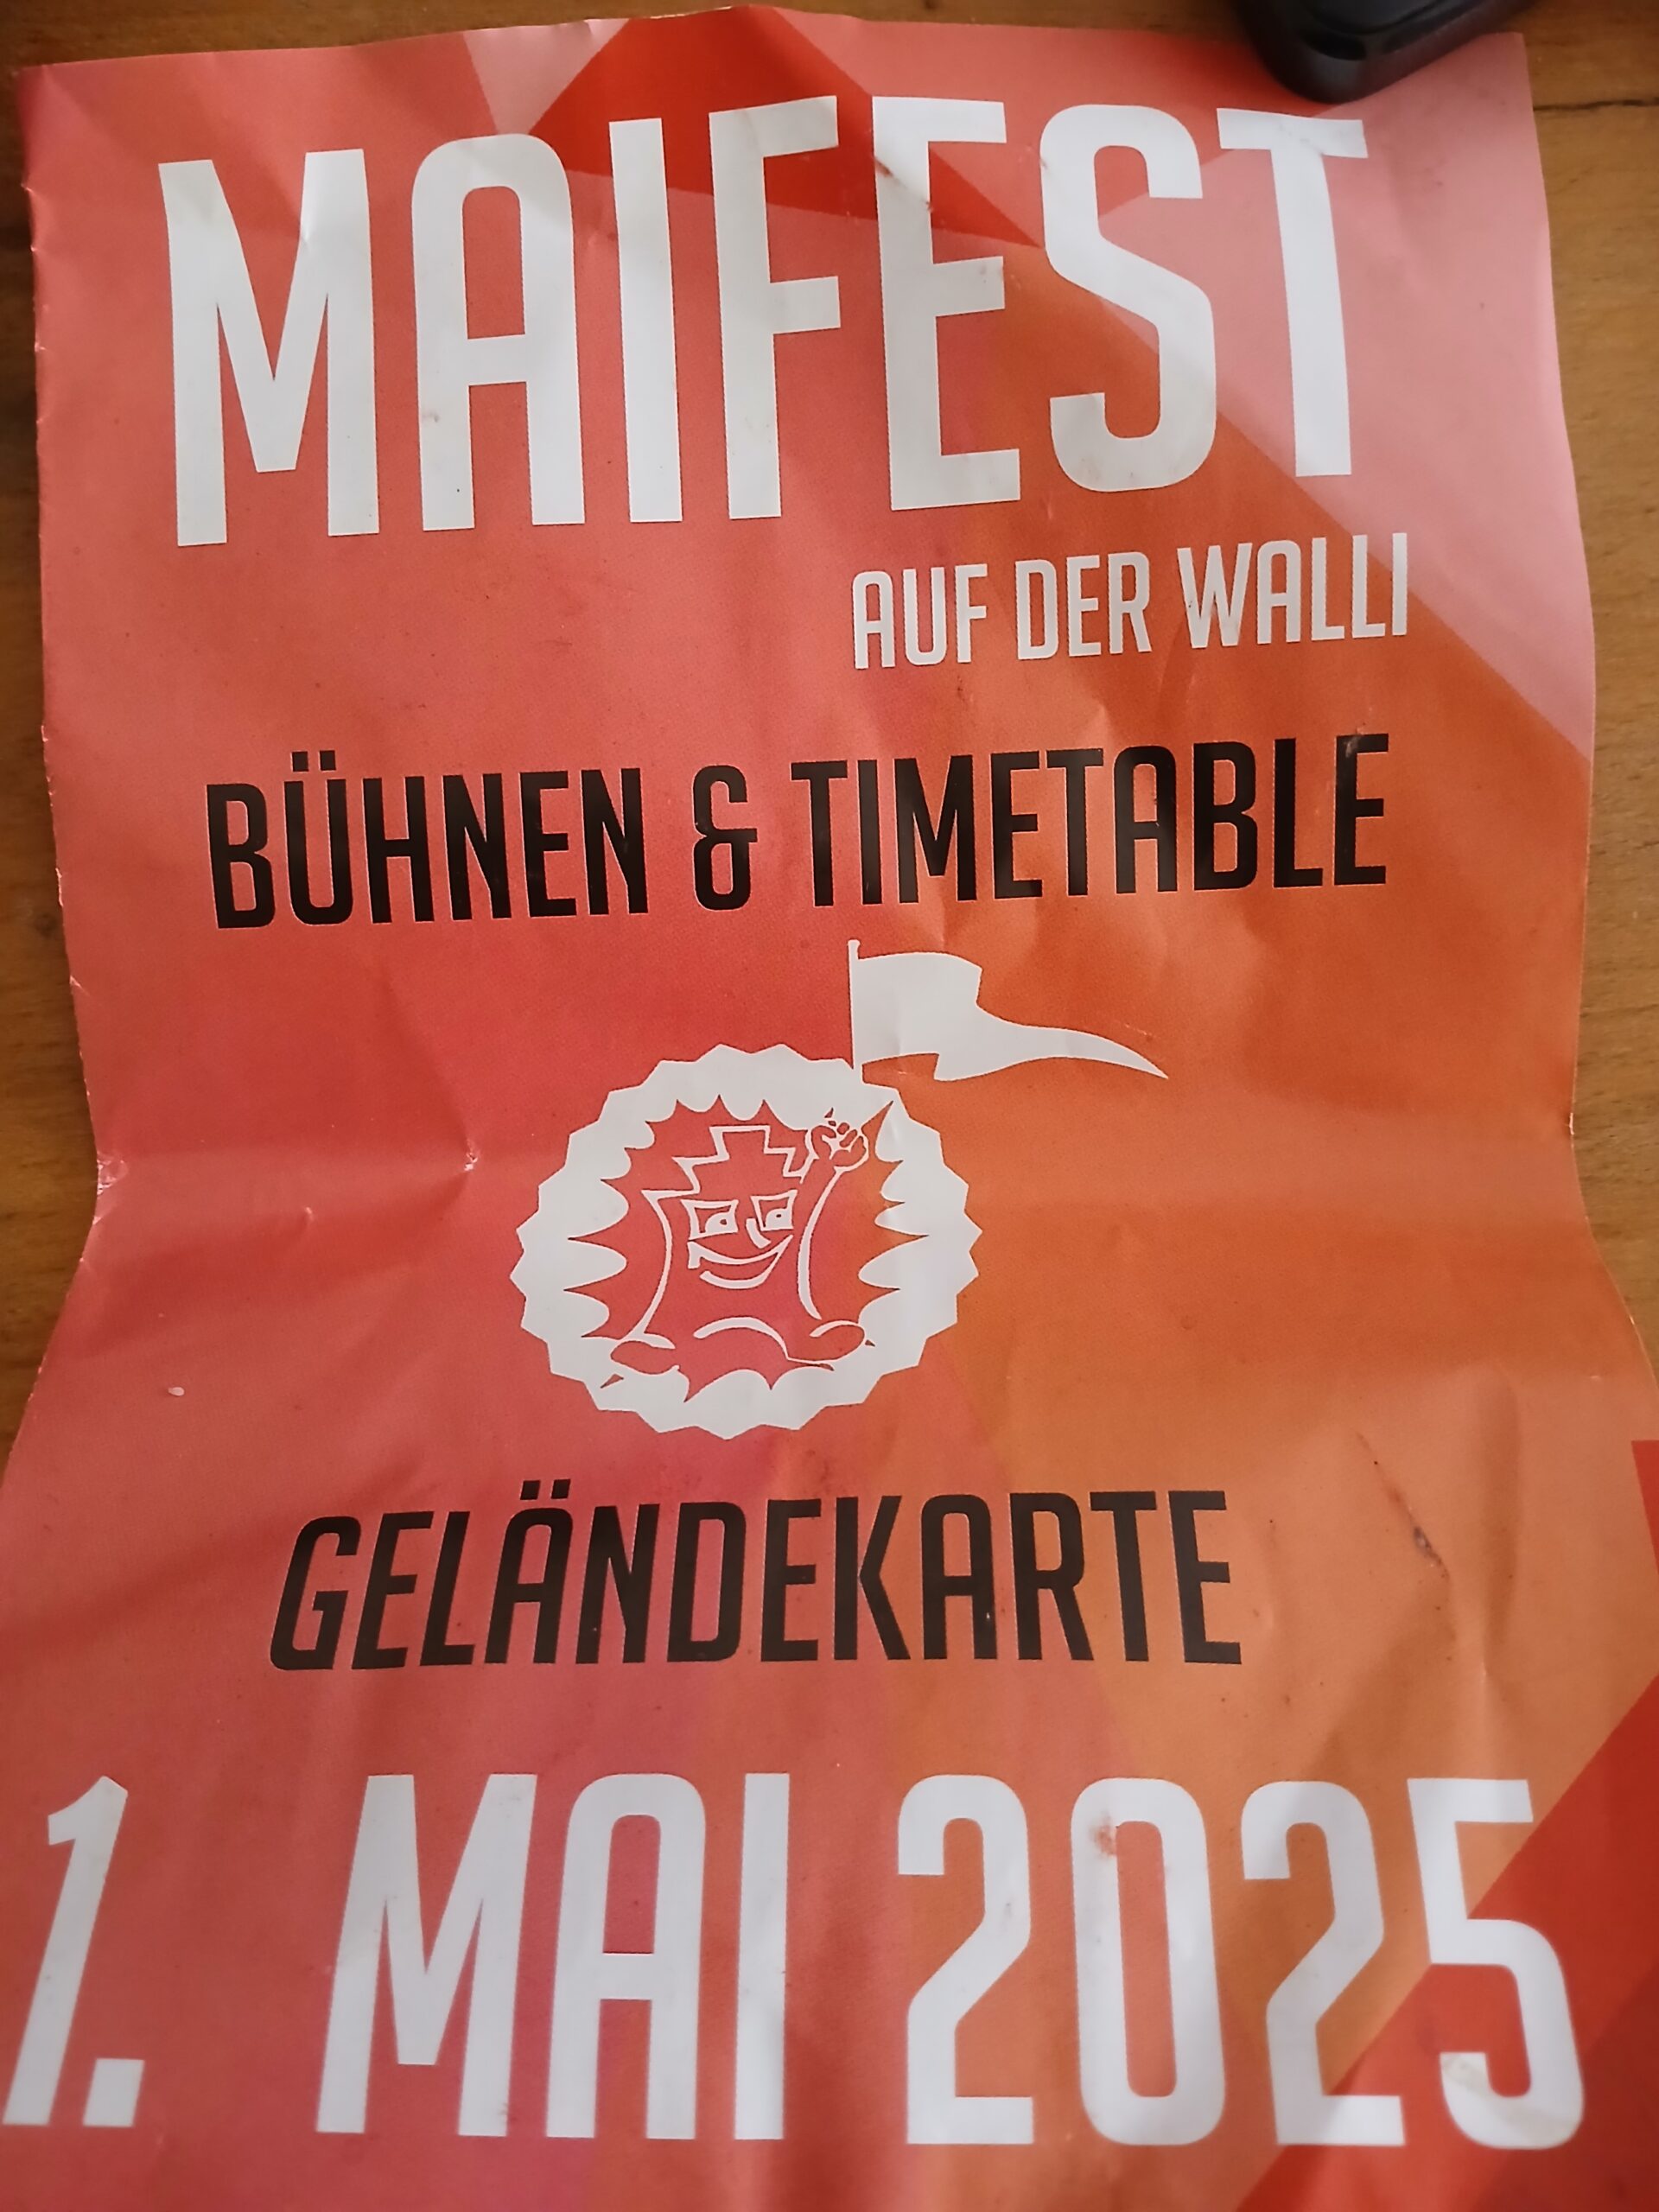 MAIFEST
AUF DER WALLI
BÜHNEN & TIMETABLE
GELÄNDEKARTE
1. MAI 2025